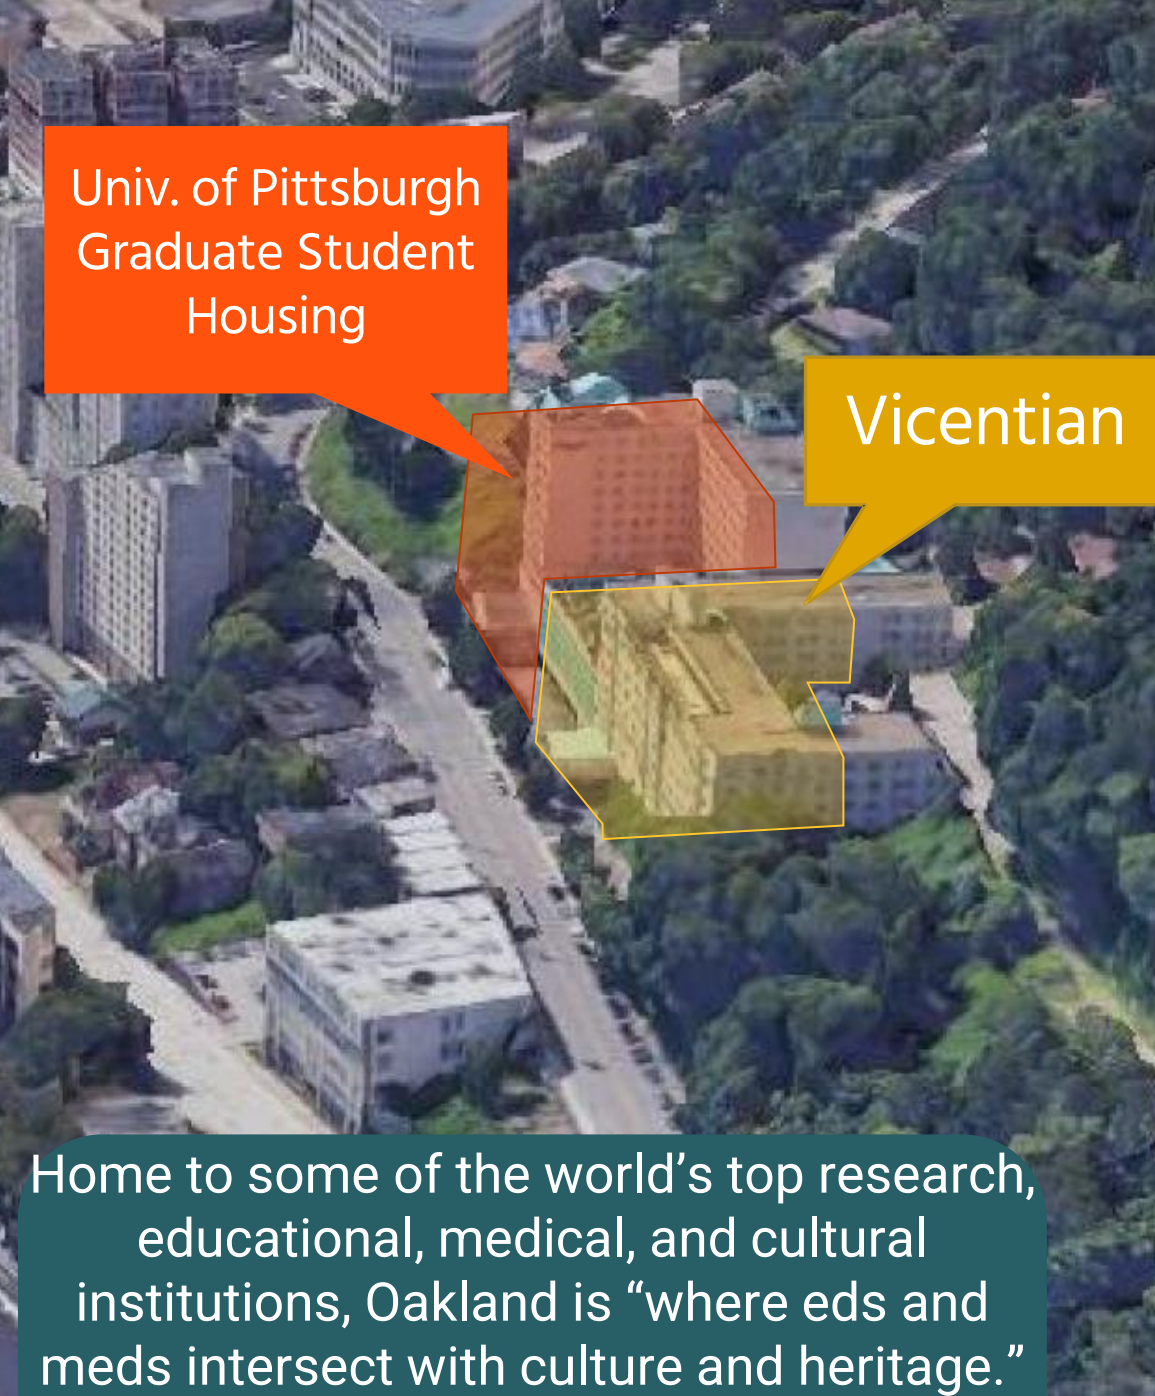 Univ. of Pittsburgh
Graduate Student
Housing
Vicentian
Home to some of the world’s top research,
educational, medical, and cultural
institutions, Oakland is “where eds and
meds intersect with culture and heritage.”